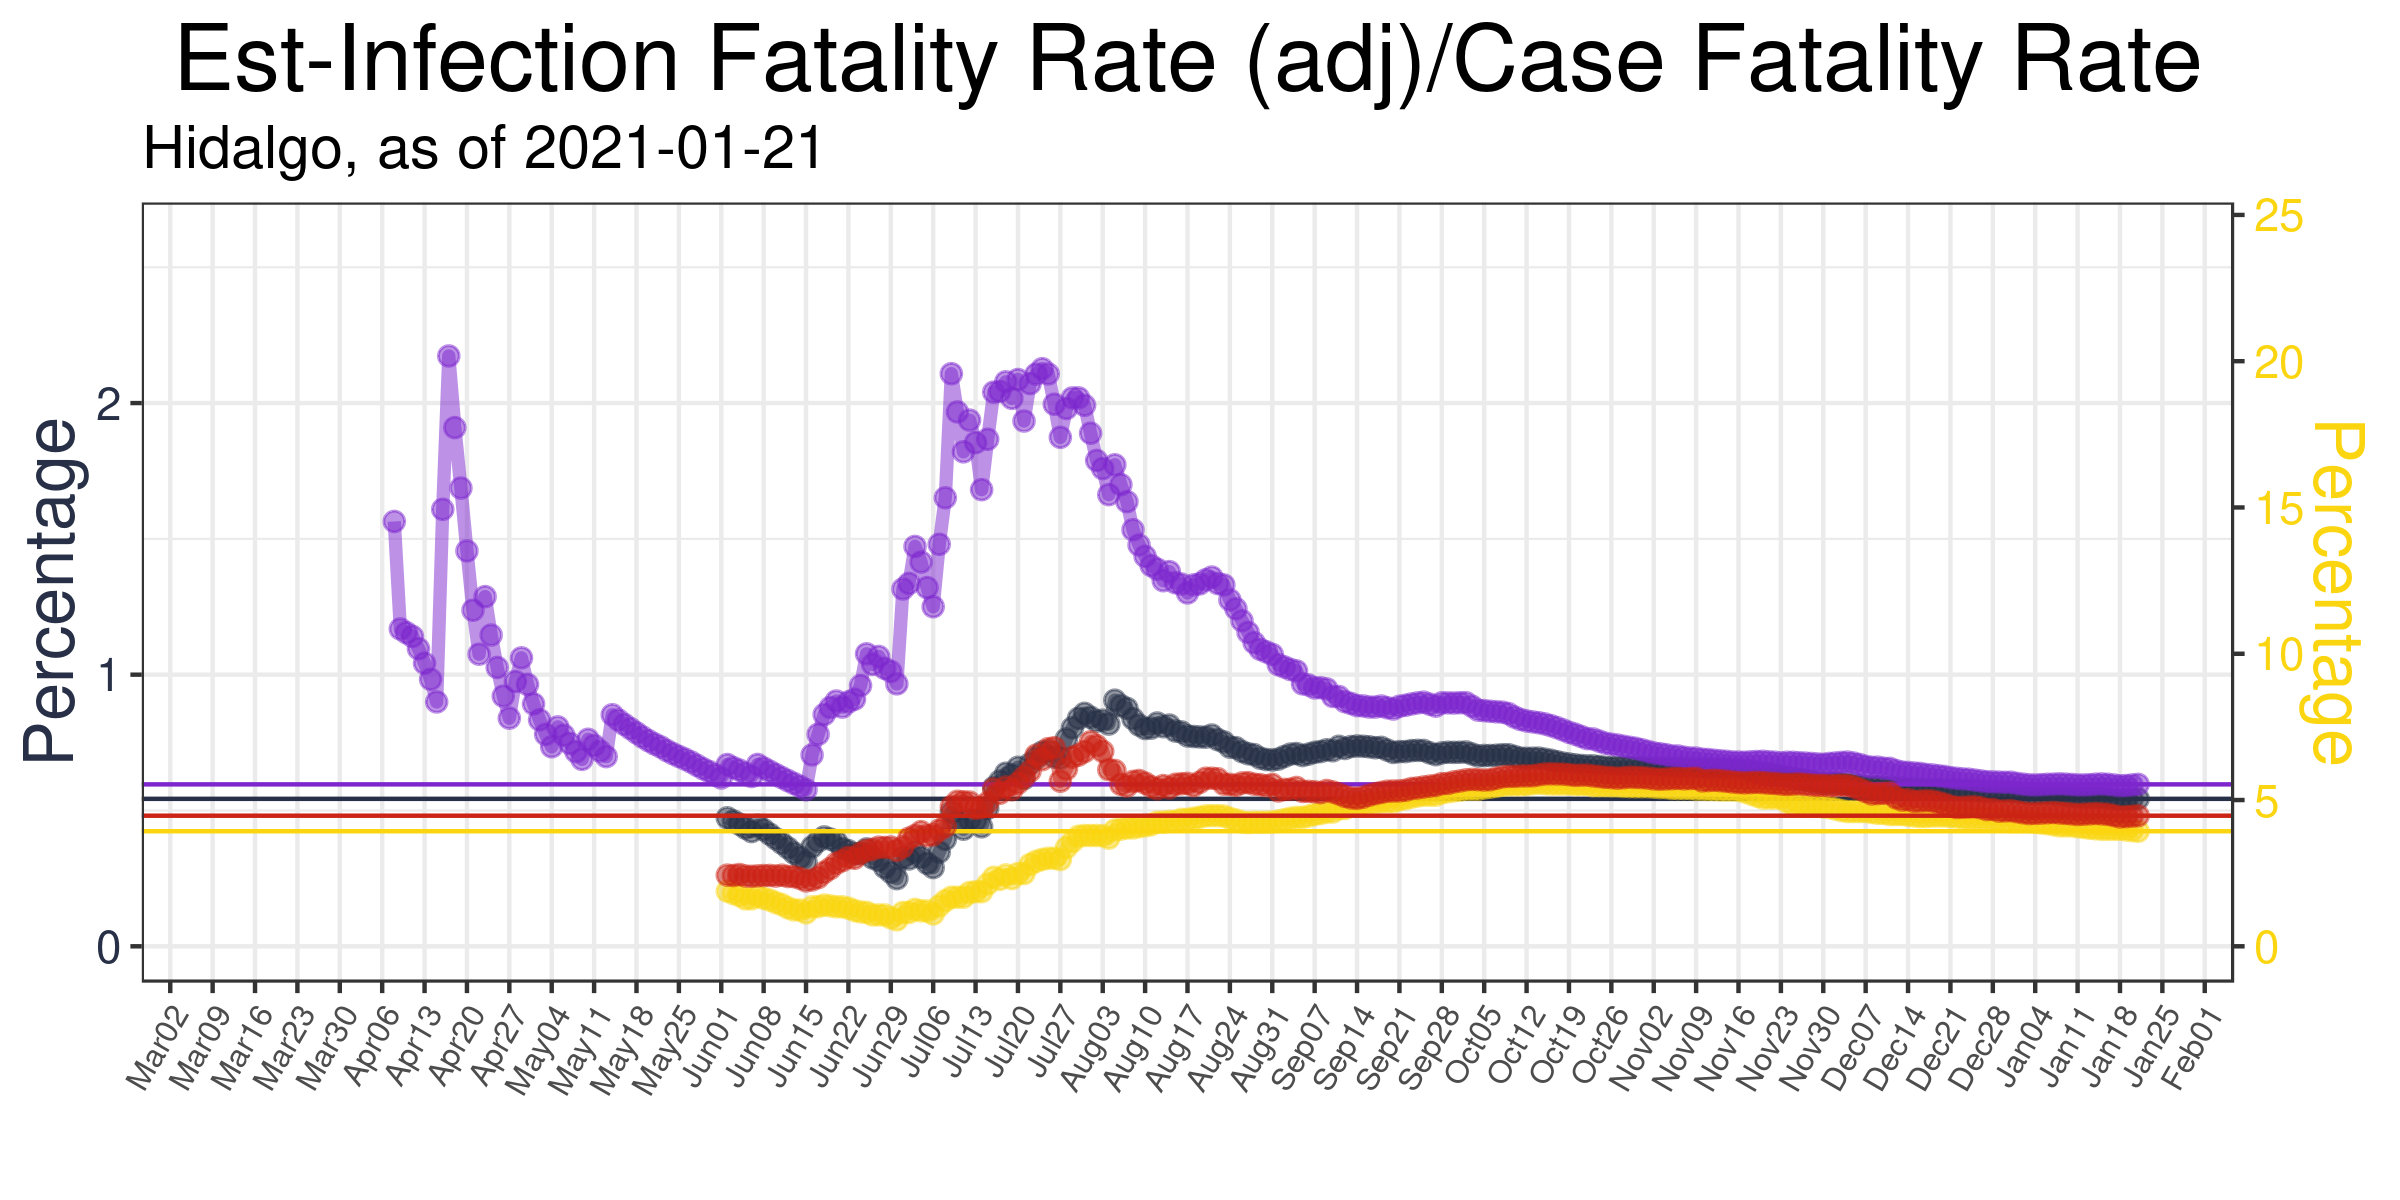 Est-Infection Fatality Rate (adj)/Case Fatality Rate
Hidalgo, as of 2021-01-21
Percentage
2
1
0
25
20
15
10
5
0
Percentage
Mar02 Mar09 Mar16 Mar23 Mar30 Apr06 Apr13 Apr20 Apr27 May04 May11 May18 May25 Jun01 Jun08 Jun15 Jun22 Jun29 Jul06 Jul13 Jul20 Jul27 Aug03 Aug10 Aug17 Aug24 Aug31 Sep07 Sep14 Sep21 Sep28 Oct05 Oct12 Oct19 Oct26 Nov02 Nov09 Nov16 Nov23 Nov30 Dec07 Dec14 Dec21 Dec28 Jan04 Jan11 Jan18 Jan25 Feb01